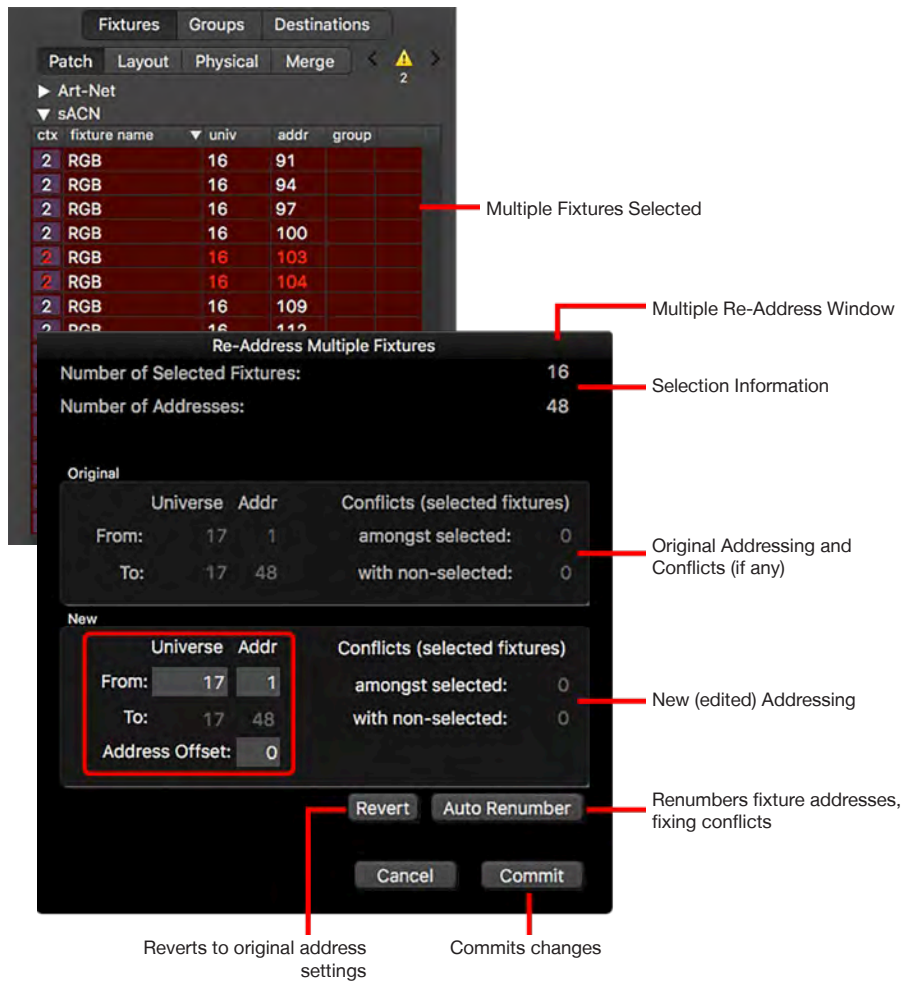 Fixtures Groups Destinations
Patch Layout Physical Merge < >
2
Art-Net
sACN
ctx fixture name univ addr group
2 RGB 16 91
2 RGB 16 94
2 RGB 16 97
2 RGB 16 100
2 RGB 16 103
2 RGB 16 104
2 RGB 16 109
2 RGB 16 112
Multiple Fixtures Selected
Multiple Re-Address Window
Re-Address Multiple Fixtures
Number of Selected Fixtures: 16
Number of Addresses: 48
Selection Information
Original
Universe Addr Conflicts (selected fixtures)
From: 17 1 amongst selected: 0
To: 17 48 with non-selected: 0
Original Addressing and
Conflicts (if any)
New
Universe Addr Conflicts (selected fixtures)
From: 17 1 amongst selected: 0
To: 17 48 with non-selected: 0
Address Offset: 0
New (edited) Addressing
Revert Auto Renumber
Renumbers fixture addresses,
fixing conflicts
Cancel Commit
Reverts to original address
settings
Commits changes